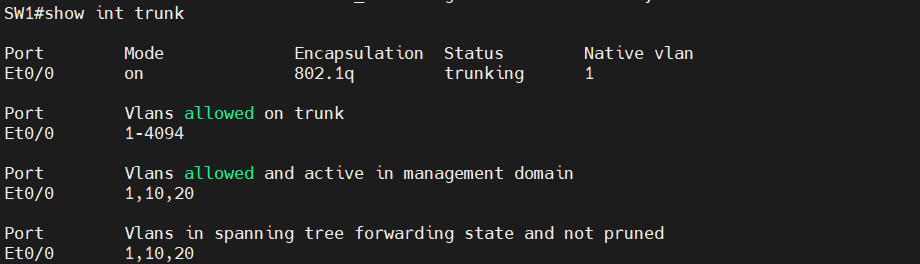 SW1#show int trunk
Port Mode Encapsulation Status Native vlan
Et0/0 on 802.1q trunking 1
Port Vlans allowed on trunk
Et0/0 1-4094
Port Vlans allowed and active in management domain
Et0/0 1,10,20
Port Vlans in spanning tree forwarding state and not pruned
Et0/0 1,10,20